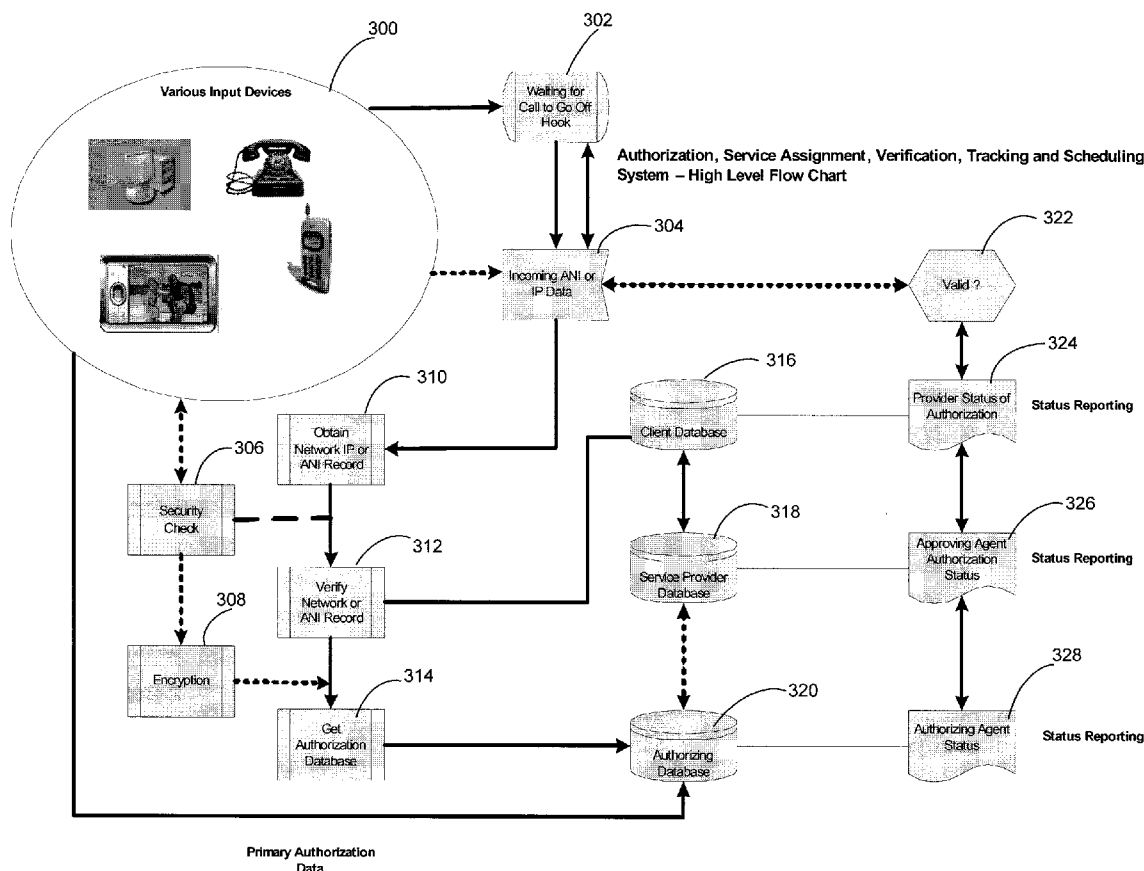 300
302
Various Input Devices
Waiting for
Call to Go Off
Hook
Authorization, Service Assignment, Verification, Tracking and Scheduling
System – High Level Flow Chart
304
322
Incoming ANI or
IP Data
Valid ?
310
316
324
Obtain
Network IP or
ANI Record
Client Database
Provider Status of
Authorization
Status Reporting
306
Security
Check
312
318
326
Verify
Network or
ANI Record
Service Provider
Database
Approving Agent
Authorization
Status
Status Reporting
308
Encryption
314
320
328
Get
Authorization
Database
Authorizing
Database
Authorizing Agent
Status
Status Reporting
Primary Authorization
Data